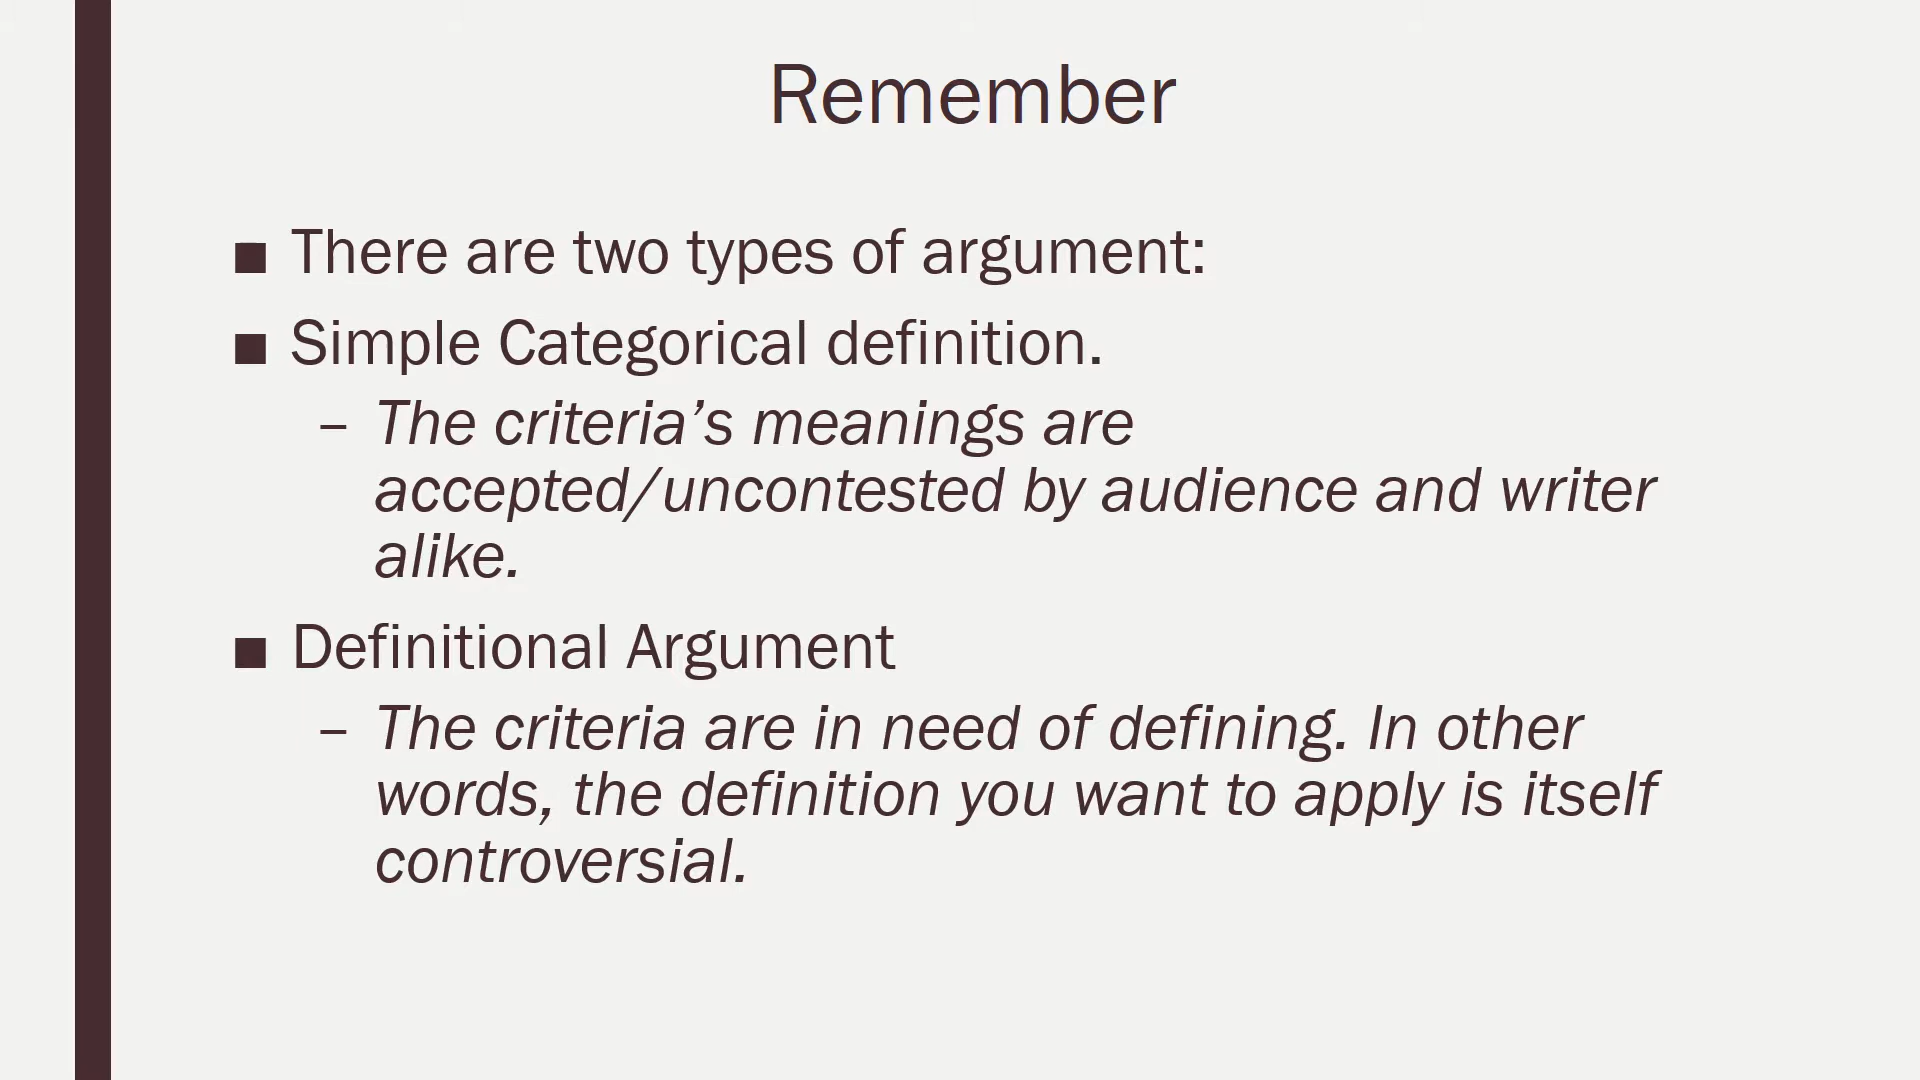 Remember
■ There are two types of argument:
■ Simple Categorical definition.
– The criteria’s meanings are
accepted/uncontested by audience and writer
alike.
■ Definitional Argument
– The criteria are in need of defining. In other
words, the definition you want to apply is itself
controversial.